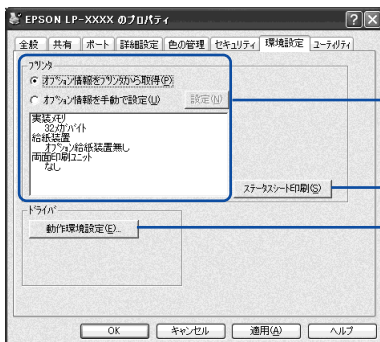 EPSON LP-XXXX のプロパティ
全般 共有 ポート 詳細設定 色の管理 セキュリティ 環境設定 ユーティリティ
プリンタ
オプション情報をプリンタから取得(P)
オプション情報を手動で設定(U) 設定(N)
実装メモリ
32メガバイト
給紙装置
オプション給紙装置無し
両面印刷ユニット
なし
ステータスシート印刷(S)
ドライバ
動作環境設定(E)...
OK キャンセル 適用(A) ヘルプ